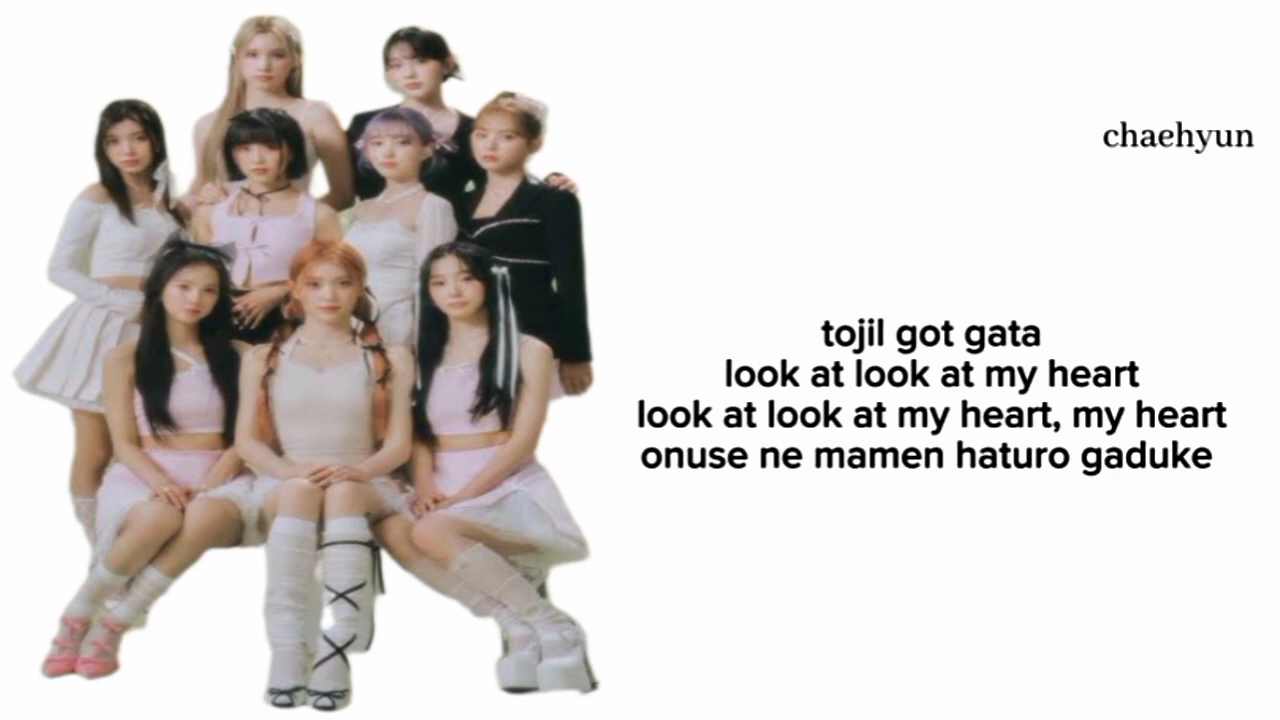 chaehyun
tojil got gata
look at look at my heart
look at look at my heart, my heart
onuse ne mamen haturo gaduke
Picsart